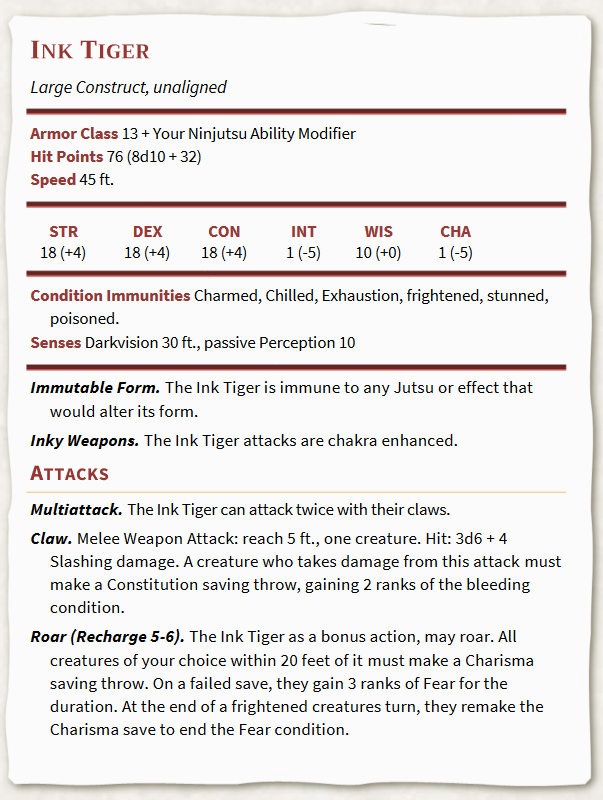 Ink Tiger
Large Construct, unaligned
Armor Class 13 + Your Ninjutsu Ability Modifier
Hit Points 76 (8d10 + 32)
Speed 45 ft.
STR DEX CON INT WIS CHA
18 (+4) 18 (+4) 18 (+4) 1 (-5) 10 (+0) 1 (-5)
Condition Immunities Charmed, Chilled, Exhaustion, frightened, stunned,
poisoned.
Senses Darkvision 30 ft., passive Perception 10
Immutable Form. The Ink Tiger is immune to any Jutsu or effect that
would alter its form.
Inky Weapons. The Ink Tiger attacks are chakra enhanced.
Attacks
Multiattack. The Ink Tiger can attack twice with their claws.
Claw. Melee Weapon Attack: reach 5 ft., one creature. Hit: 3d6 + 4
Slashing damage. A creature who takes damage from this attack must
make a Constitution saving throw, gaining 2 ranks of the bleeding
condition.
Roar (Recharge 5-6). The Ink Tiger as a bonus action, may roar. All
creatures of your choice within 20 feet of it must make a Charisma
saving throw. On a failed save, they gain 3 ranks of Fear for the
duration. At the end of a frightened creatures turn, they remake the
Charisma save to end the Fear condition.